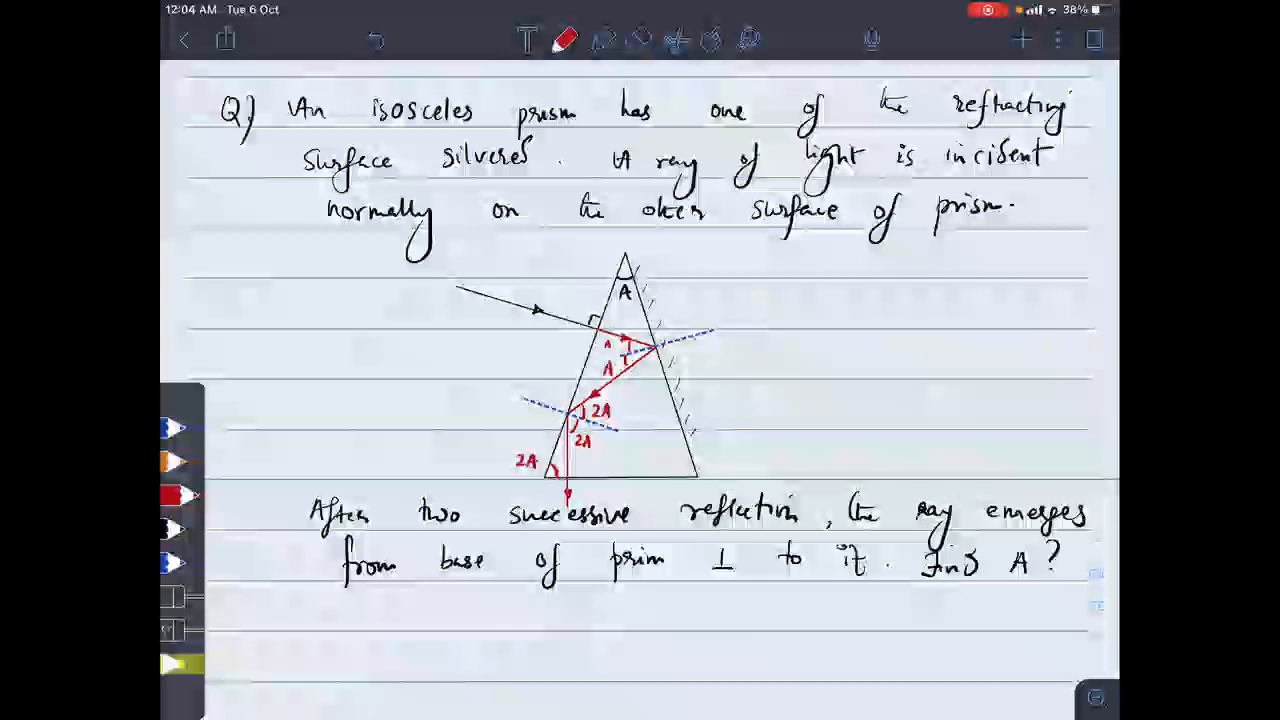 12:04 AM Tue 6 Oct
38%
Q) An isosceles prism has one of the refracting
surface silvered. A ray of light is incident
normally on the other surface of prism.
A
A
A
2A
2A
2A
After two successive reflection, the ray emerges
from base of prim ⊥ to it. Find A?